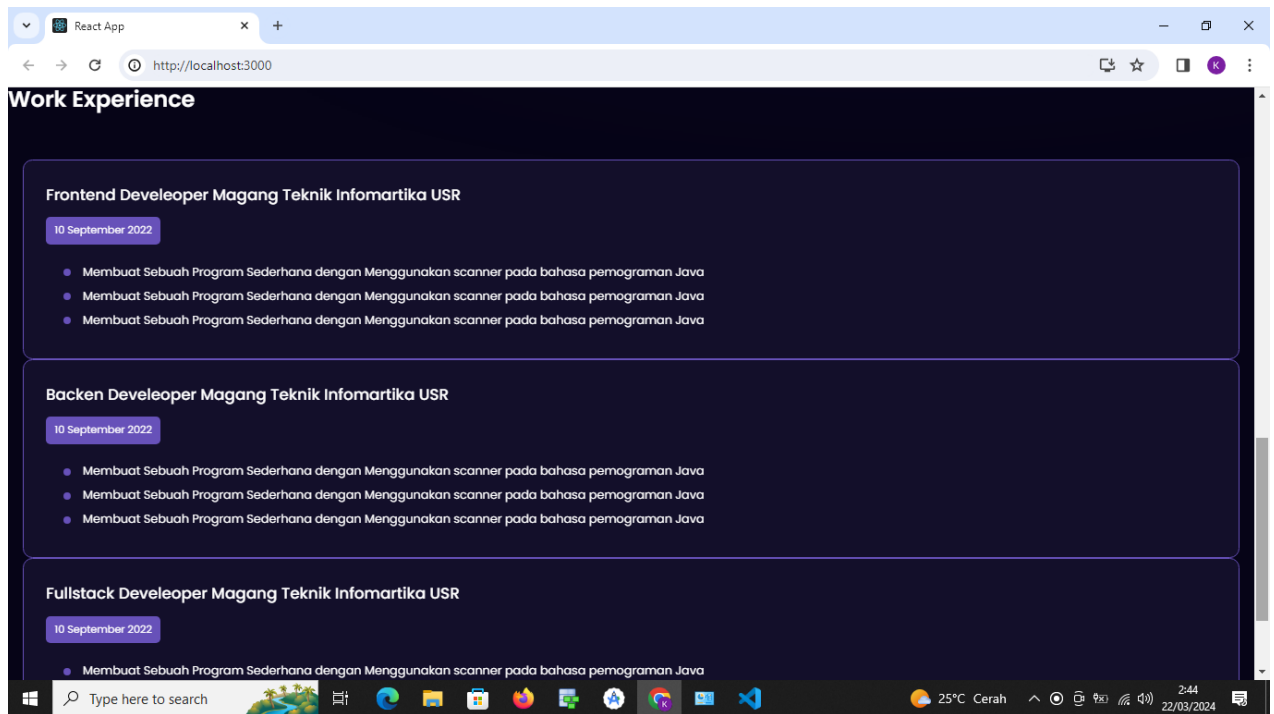 React App
http://localhost:3000
K
Work Experience
Frontend Develeoper Magang Teknik Infomartika USR
10 September 2022
Membuat Sebuah Program Sederhana dengan Menggunakan scanner pada bahasa pemograman Java
Membuat Sebuah Program Sederhana dengan Menggunakan scanner pada bahasa pemograman Java
Membuat Sebuah Program Sederhana dengan Menggunakan scanner pada bahasa pemograman Java
Backen Develeoper Magang Teknik Infomartika USR
10 September 2022
Membuat Sebuah Program Sederhana dengan Menggunakan scanner pada bahasa pemograman Java
Membuat Sebuah Program Sederhana dengan Menggunakan scanner pada bahasa pemograman Java
Membuat Sebuah Program Sederhana dengan Menggunakan scanner pada bahasa pemograman Java
Fullstack Develeoper Magang Teknik Infomartika USR
10 September 2022
Membuat Sebuah Program Sederhana dengan Menggunakan scanner pada bahasa pemograman Java
Type here to search
25°C Cerah
2:44
22/03/2024